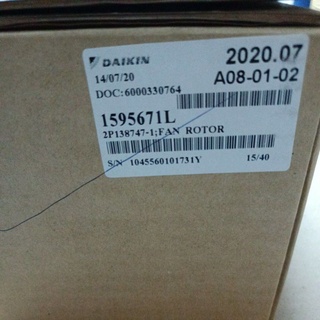 DAIKIN 2020.07
14/07/20 A08-01-02
DOC:6000330764
1595671L
2P138747-1;FAN ROTOR
S/N 1045560101731Y 15/40